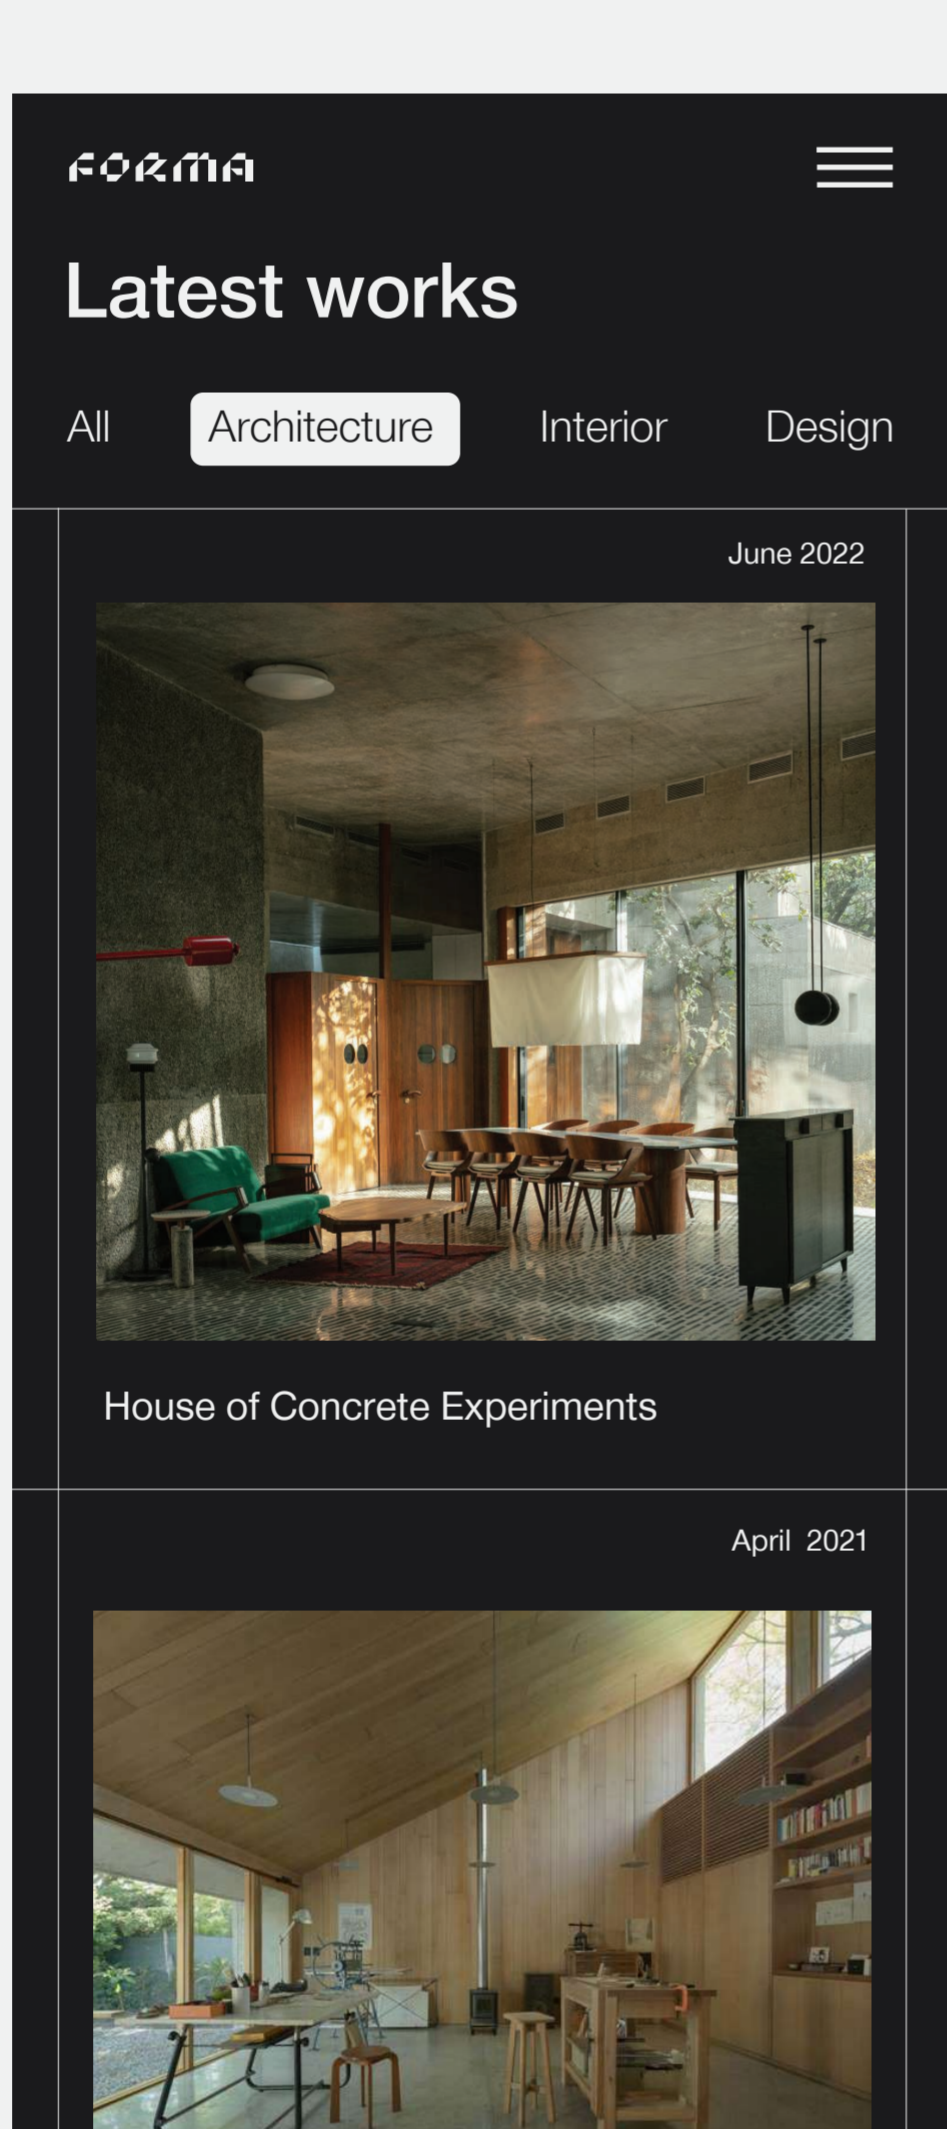 FORMA
Latest works
All Architecture Interior Design
June 2022
House of Concrete Experiments
April 2021